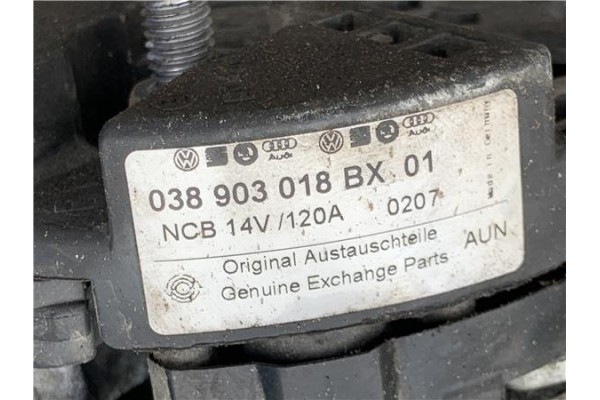 Audi Audi
038 903 018 BX 01
NCB 14V/120A 0207
Original Austauschteile
Genuine Exchange Parts
AUN
Made in Germany